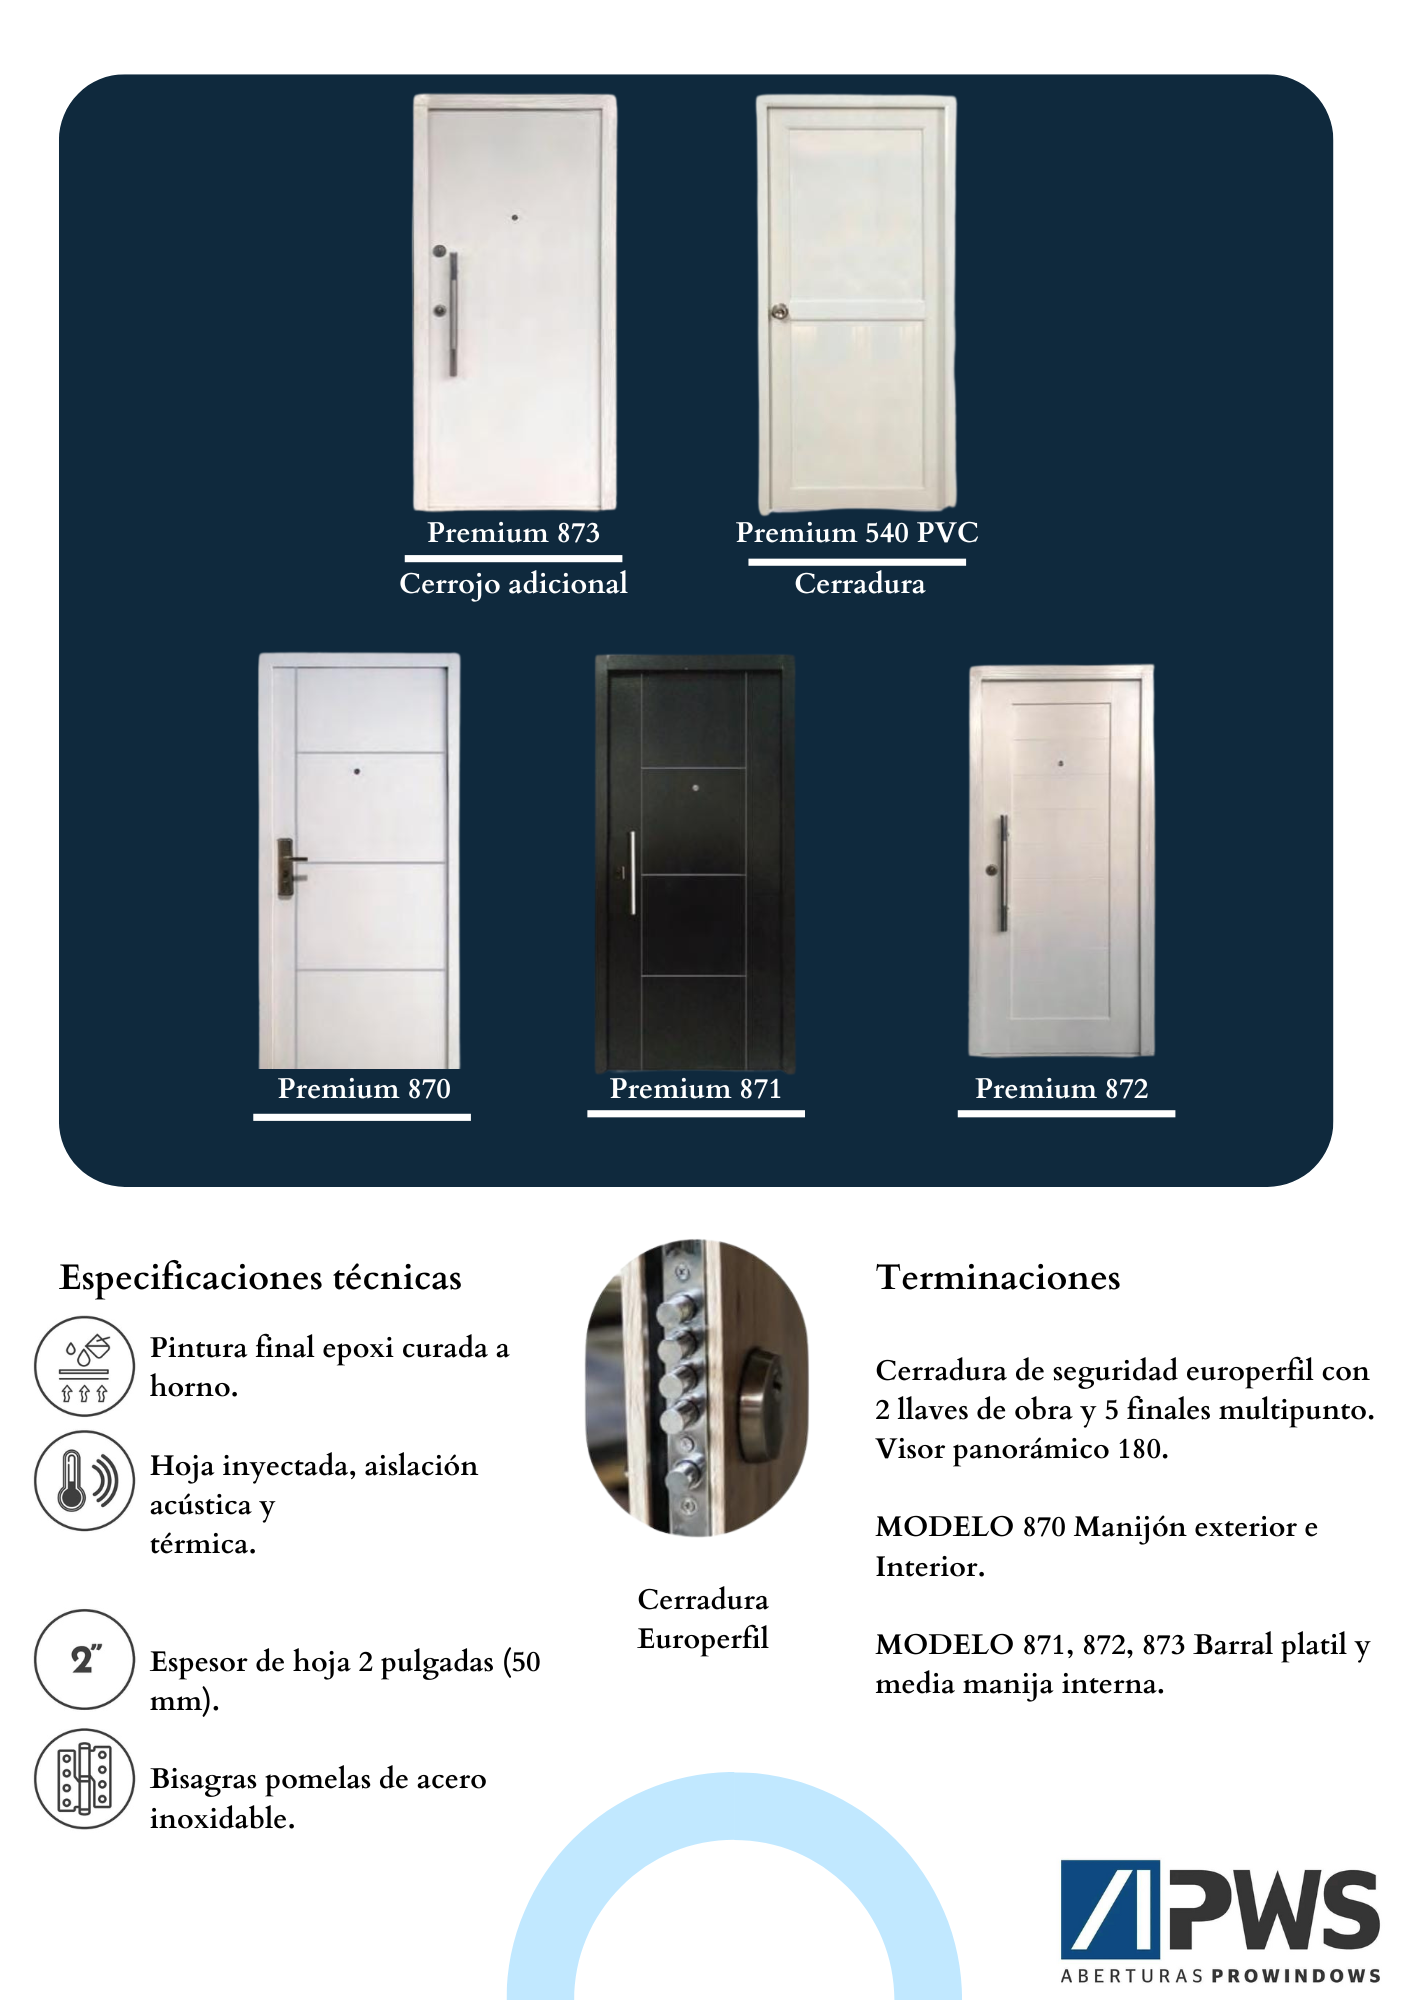 Premium 873
Cerrojo adicional
Premium 540 PVC
Cerradura
Premium 870
Premium 871
Premium 872
Especificaciones técnicas
Pintura final epoxi curada a
horno.
Hoja inyectada, aislación
acústica y
térmica.
2"
Espesor de hoja 2 pulgadas (50
mm).
Bisagras pomelas de acero
inoxidable.
Cerradura
Europerfil
Terminaciones
Cerradura de seguridad europerfil con
2 llaves de obra y 5 finales multipunto.
Visor panorámico 180.
MODELO 870 Manijón exterior e
Interior.
MODELO 871, 872, 873 Barral platil y
media manija interna.
PWS
ABERTURAS PROWINDOWS